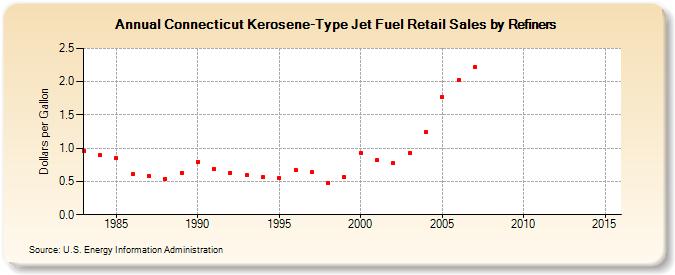 Annual Connecticut Kerosene-Type Jet Fuel Retail Sales by Refiners
Dollars per Gallon
2.5
2.0
1.5
1.0
0.5
0.0
1985 1990 1995 2000 2005 2010 2015
Source: U.S. Energy Information Administration